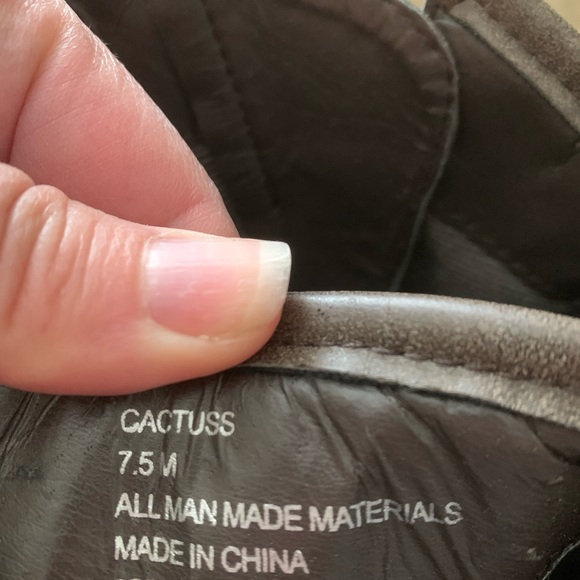 CACTUSS
7.5 M
ALL MAN MADE MATERIALS
MADE IN CHINA